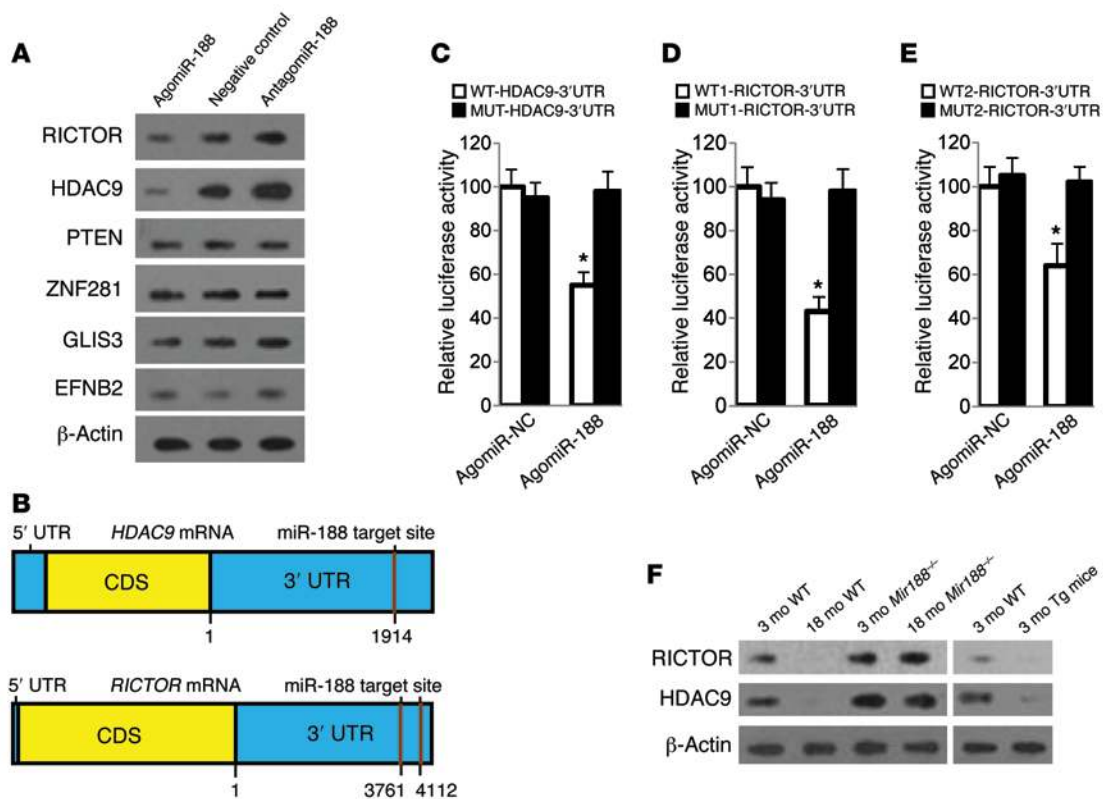 A
AgomiR-188
Negative control
AntagomiR-188
RICTOR
HDAC9
PTEN
ZNF281
GLIS3
EFNB2
β-Actin
B
5′ UTR HDAC9 mRNA miR-188 target site
CDS 3′ UTR
1 1914
5′ UTR RICTOR mRNA miR-188 target site
CDS 3′ UTR
1 3761 4112
C
WT-HDAC9-3′UTR
MUT-HDAC9-3′UTR
Relative luciferase activity
120
100
80
60
40
20
0
*
AgomiR-NC
AgomiR-188
D
WT1-RICTOR-3′UTR
MUT1-RICTOR-3′UTR
Relative luciferase activity
120
100
80
60
40
20
0
*
AgomiR-NC
AgomiR-188
E
WT2-RICTOR-3′UTR
MUT2-RICTOR-3′UTR
Relative luciferase activity
120
100
80
60
40
20
0
*
AgomiR-NC
AgomiR-188
F
3 mo WT
18 mo WT
3 mo Mir188–/–
18 mo Mir188–/–
3 mo WT
3 mo Tg mice
RICTOR
HDAC9
β-Actin